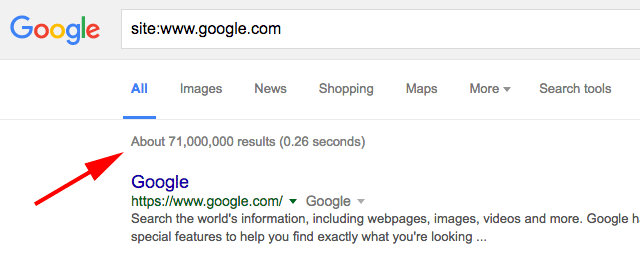 Google
site:www.google.com
All Images News Shopping Maps More Search tools
About 71,000,000 results (0.26 seconds)
Google
https://www.google.com/ Google
Search the world's information, including webpages, images, videos and more. Google
special features to help you find exactly what you're looking ...